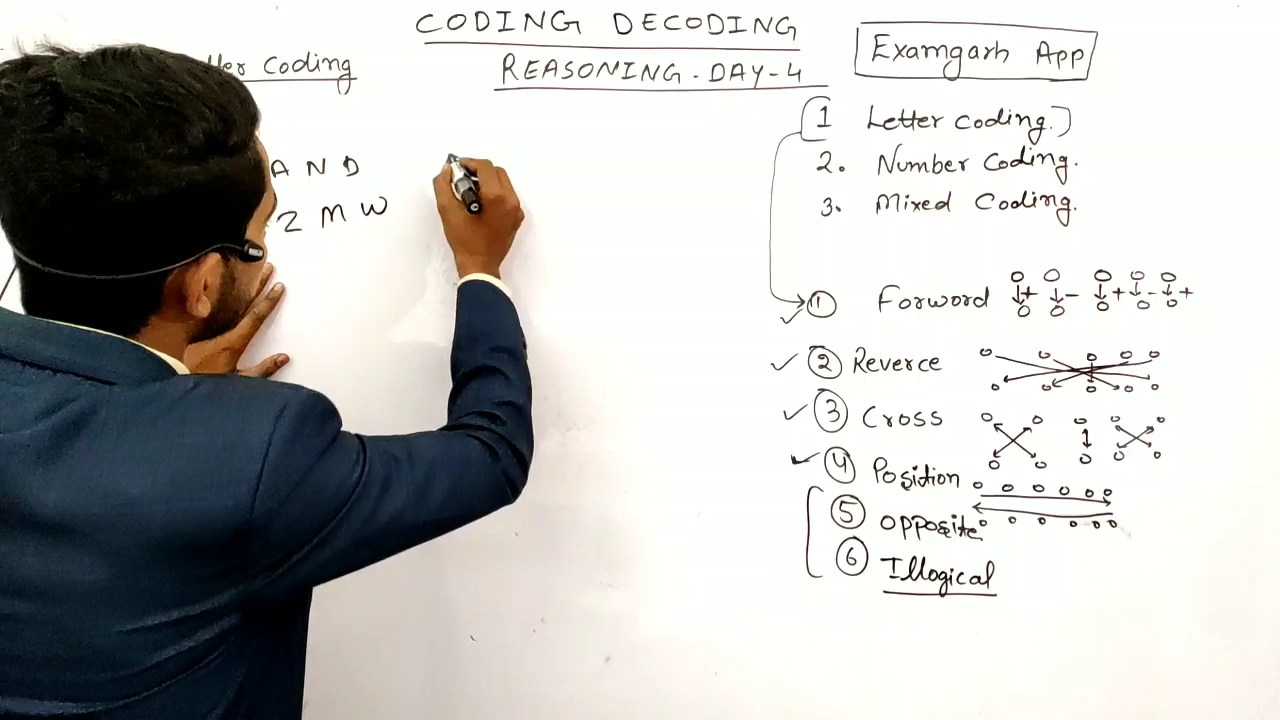 CODING DECODING
REASONING-DAY-4
Examgarh App
Coding
A N D
Z M W
1 Letter coding.
2. Number Coding.
3. Mixed Coding.
1 Forword
2 Reverce
3 Cross
4 Position
5 opposite
6 Illogical